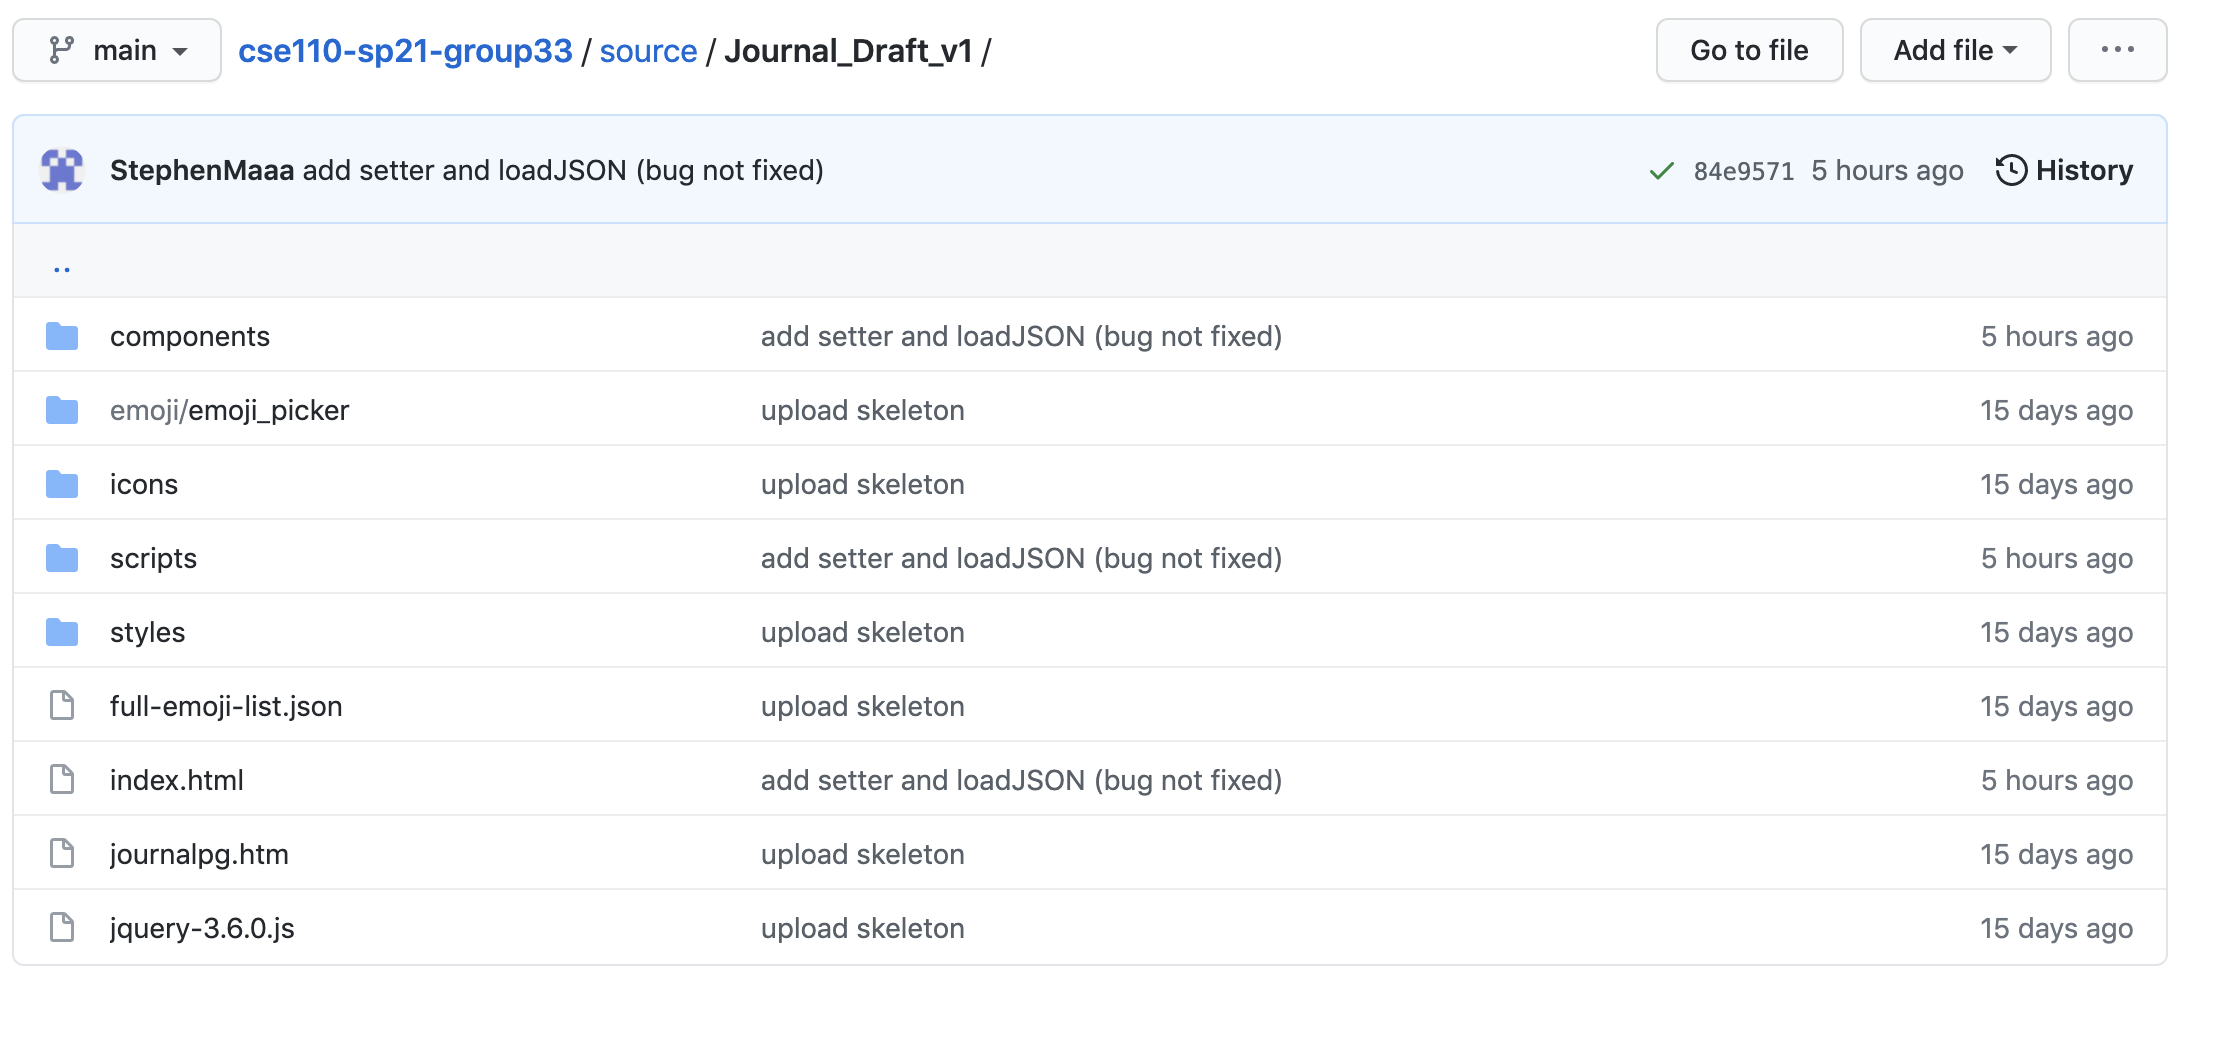 main cse110-sp21-group33 / source / Journal_Draft_v1 / Go to file Add file ...
StephenMaaa add setter and loadJSON (bug not fixed) 84e9571 5 hours ago History
..
components add setter and loadJSON (bug not fixed) 5 hours ago
emoji/emoji_picker upload skeleton 15 days ago
icons upload skeleton 15 days ago
scripts add setter and loadJSON (bug not fixed) 5 hours ago
styles upload skeleton 15 days ago
full-emoji-list.json upload skeleton 15 days ago
index.html add setter and loadJSON (bug not fixed) 5 hours ago
journalpg.htm upload skeleton 15 days ago
jquery-3.6.0.js upload skeleton 15 days ago